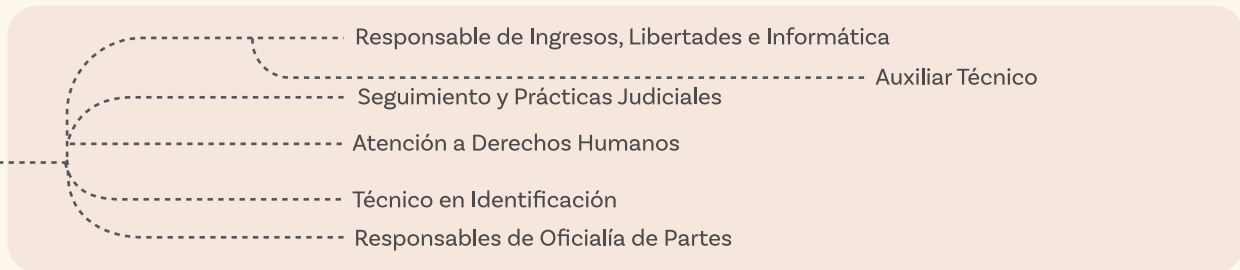 Responsable de Ingresos, Libertades e Informática
Auxiliar Técnico
Seguimiento y Prácticas Judiciales
Atención a Derechos Humanos
Técnico en Identificación
Responsables de Oficialía de Partes